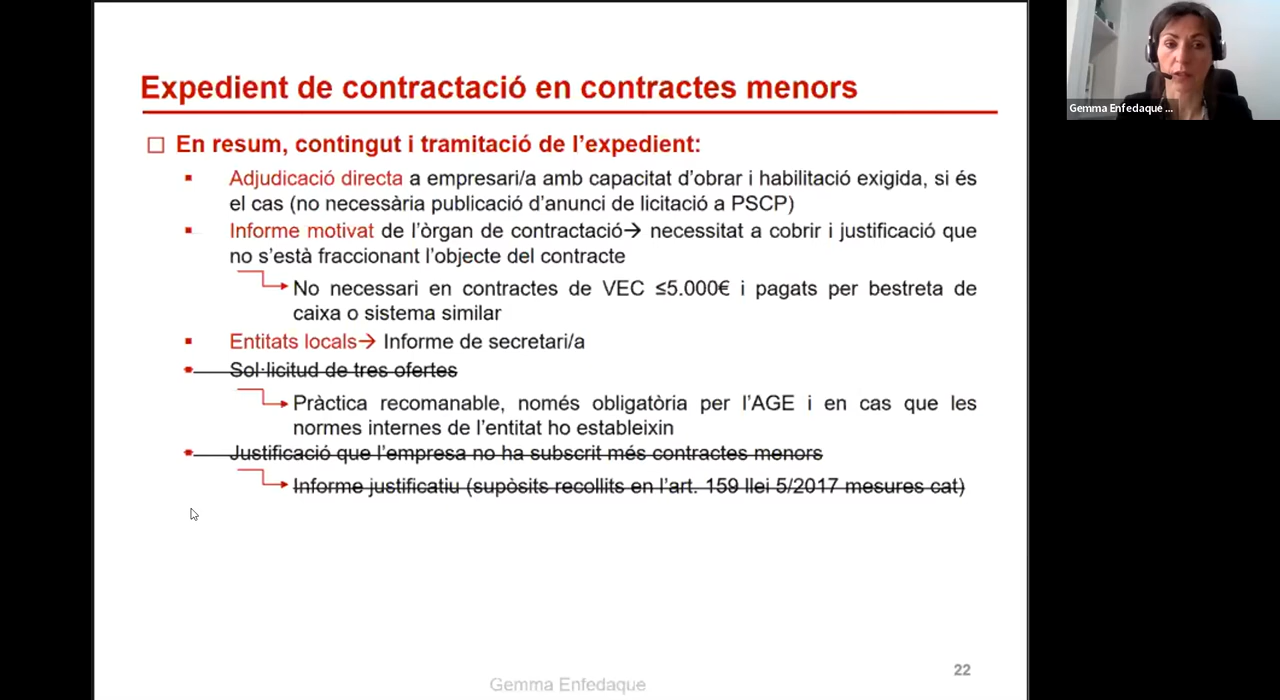 Expedient de contractació en contractes menors
En resum, contingut i tramitació de l'expedient:
Adjudicació directa a empresari/a amb capacitat d'obrar i habilitació exigida, si és
el cas (no necessària publicació d'anunci de licitació a PSCP)
Informe motivat de l'òrgan de contractació→ necessitat a cobrir i justificació que
no s'està fraccionant l'objecte del contracte
No necessari en contractes de VEC ≤5.000€ i pagats per bestreta de
caixa o sistema similar
Entitats locals→ Informe de secretari/a
Sol·licitud de tres ofertes
Pràctica recomanable, només obligatòria per l'AGE i en cas que les
normes internes de l'entitat ho estableixin
Justificació que l'empresa no ha subscrit més contractes menors
Informe justificatiu (supòsits recollits en l'art. 159 llei 5/2017 mesures cat)
22
Gemma Enfedaque
Gemma Enfedaque ...